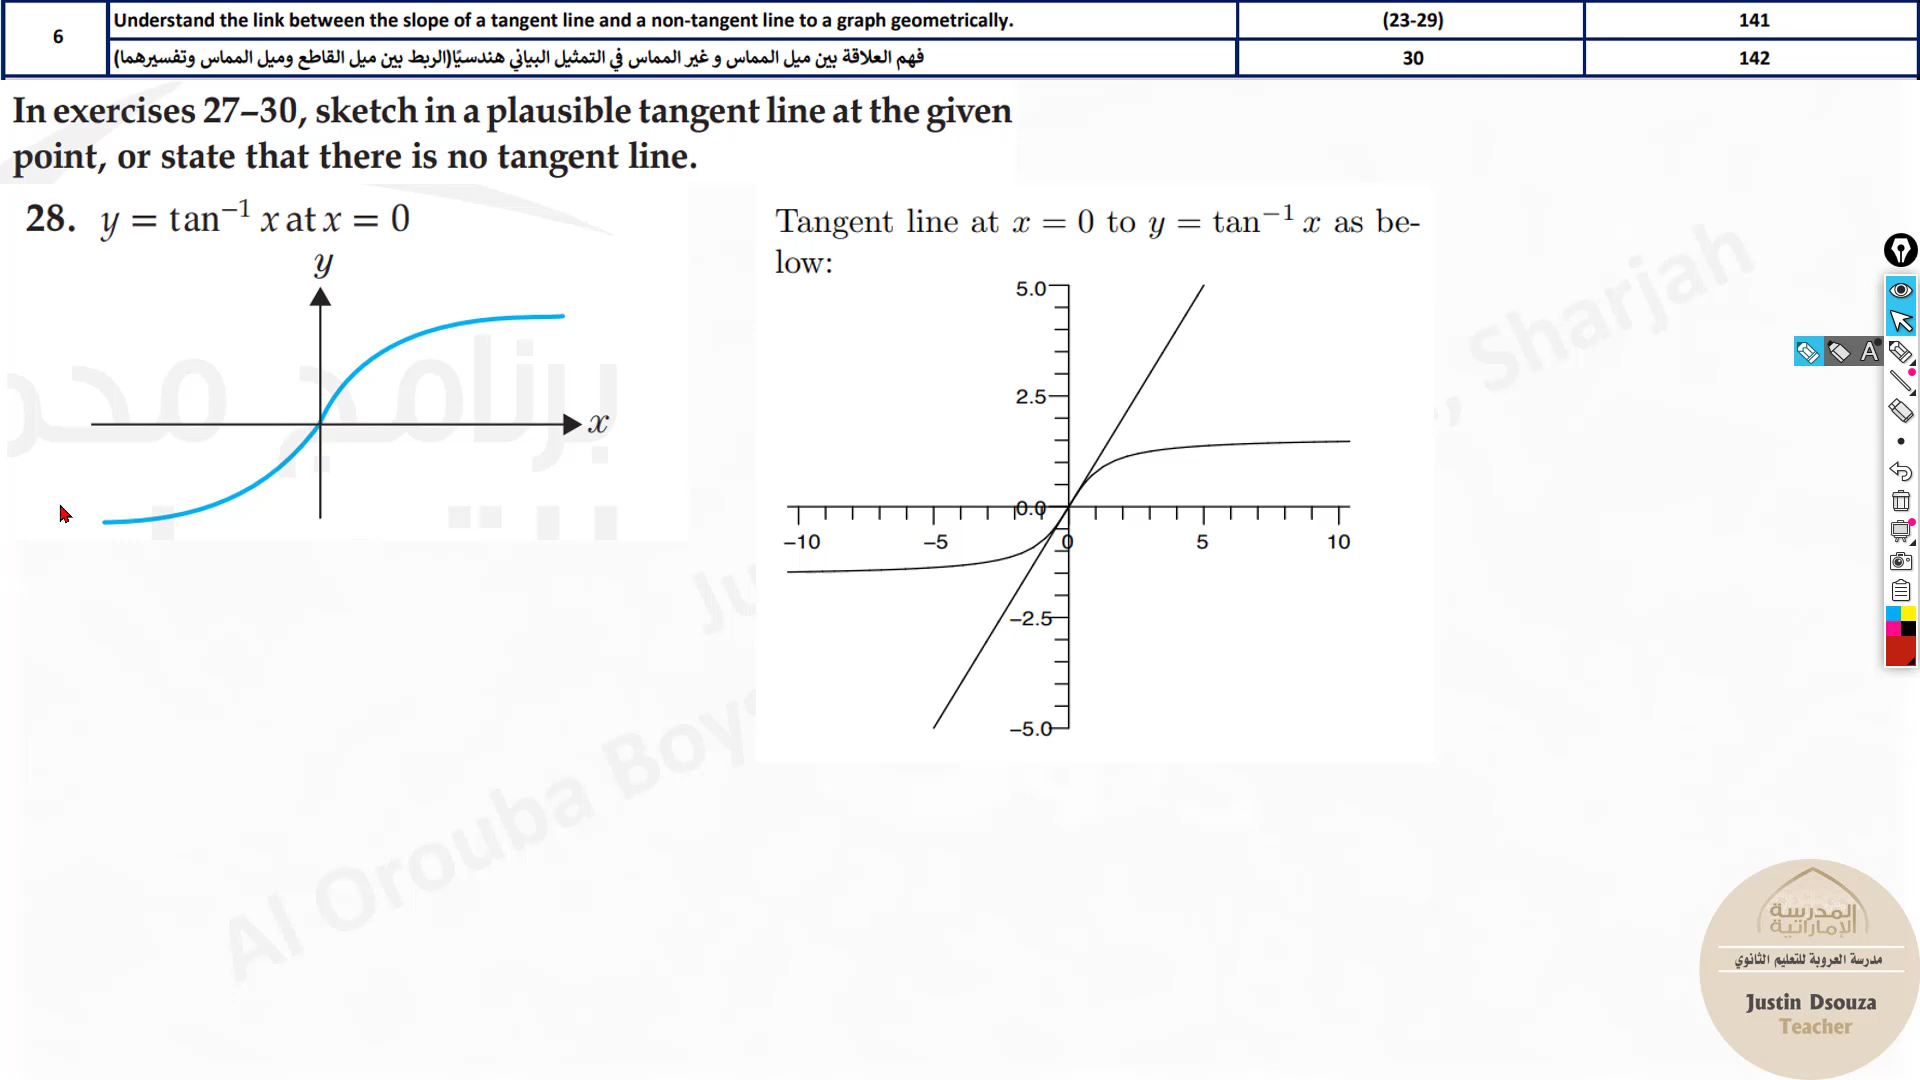 6
Understand the link between the slope of a tangent line and a non-tangent line to a graph geometrically.
(23-29)
141
فهم العلاقة بين ميل المماس و غير المماس في التمثيل البياني هندسيًا(الربط بين ميل القاطع وميل المماس وتفسيرهما)
30
142
In exercises 27–30, sketch in a plausible tangent line at the given
point, or state that there is no tangent line.
28. y = tan⁻¹ x at x = 0
y
x
Tangent line at x = 0 to y = tan⁻¹ x as be-
low:
5.0
2.5
0.0
−10
−5
0
5
10
−2.5
−5.0
برنامج
Sharjah
Al Orouba Boys
A
المدرسة
الإماراتية
مدرسة العروبة للتعليم الثانوي
Justin Dsouza
Teacher